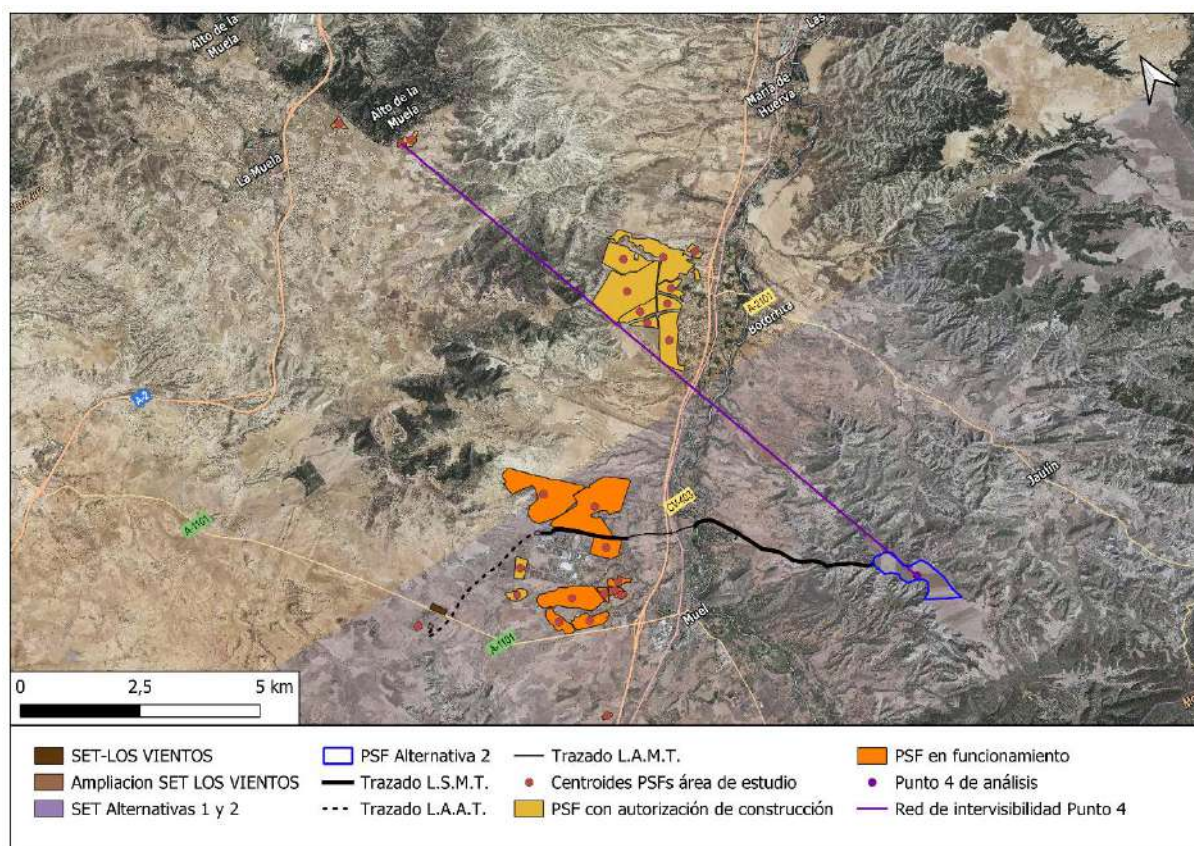 Alto de la
Muela
Las
María de
Huerva
Alto de la
Muela
La Muela
A-2101
Botorrita
A-2
Jaulín
CV-403
A-1101
Muel
A-1101
0 2,5 5 km
SET-LOS VIENTOS
Ampliacion SET LOS VIENTOS
SET Alternativas 1 y 2
PSF Alternativa 2
Trazado L.S.M.T.
Trazado L.A.A.T.
Trazado L.A.M.T.
Centroides PSFs área de estudio
PSF con autorización de construcción
PSF en funcionamiento
Punto 4 de análisis
Red de intervisibilidad Punto 4